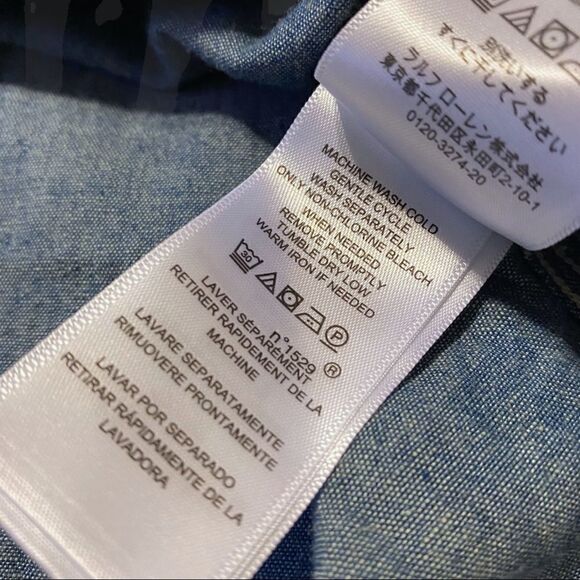 MACHINE WASH COLD
GENTLE CYCLE
WASH SEPARATELY
ONLY NON-CHLORINE BLEACH
WHEN NEEDED
REMOVE PROMPTLY
TUMBLE DRY LOW
WARM IRON IF NEEDED
30 P
n°1529 ®
LAVER SÉPARÉMENT
RETIRER RAPIDEMENT DE LA
MACHINE
LAVARE SEPARATAMENTE
RIMUOVERE PRONTAMENTE
LAVAR POR SEPARADO
RETIRAR RÁPIDAMENTE DE LA
LAVADORA
別洗いする
すぐに干してください
ラルフ ローレン株式会社
東京都千代田区永田町2-10-1
0120-3274-20